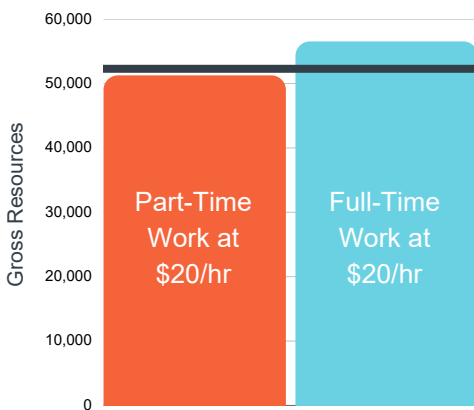 60,000
50,000
40,000
30,000
20,000
10,000
0
Gross Resources
Part-Time
Work at
$20/hr
Full-Time
Work at
$20/hr